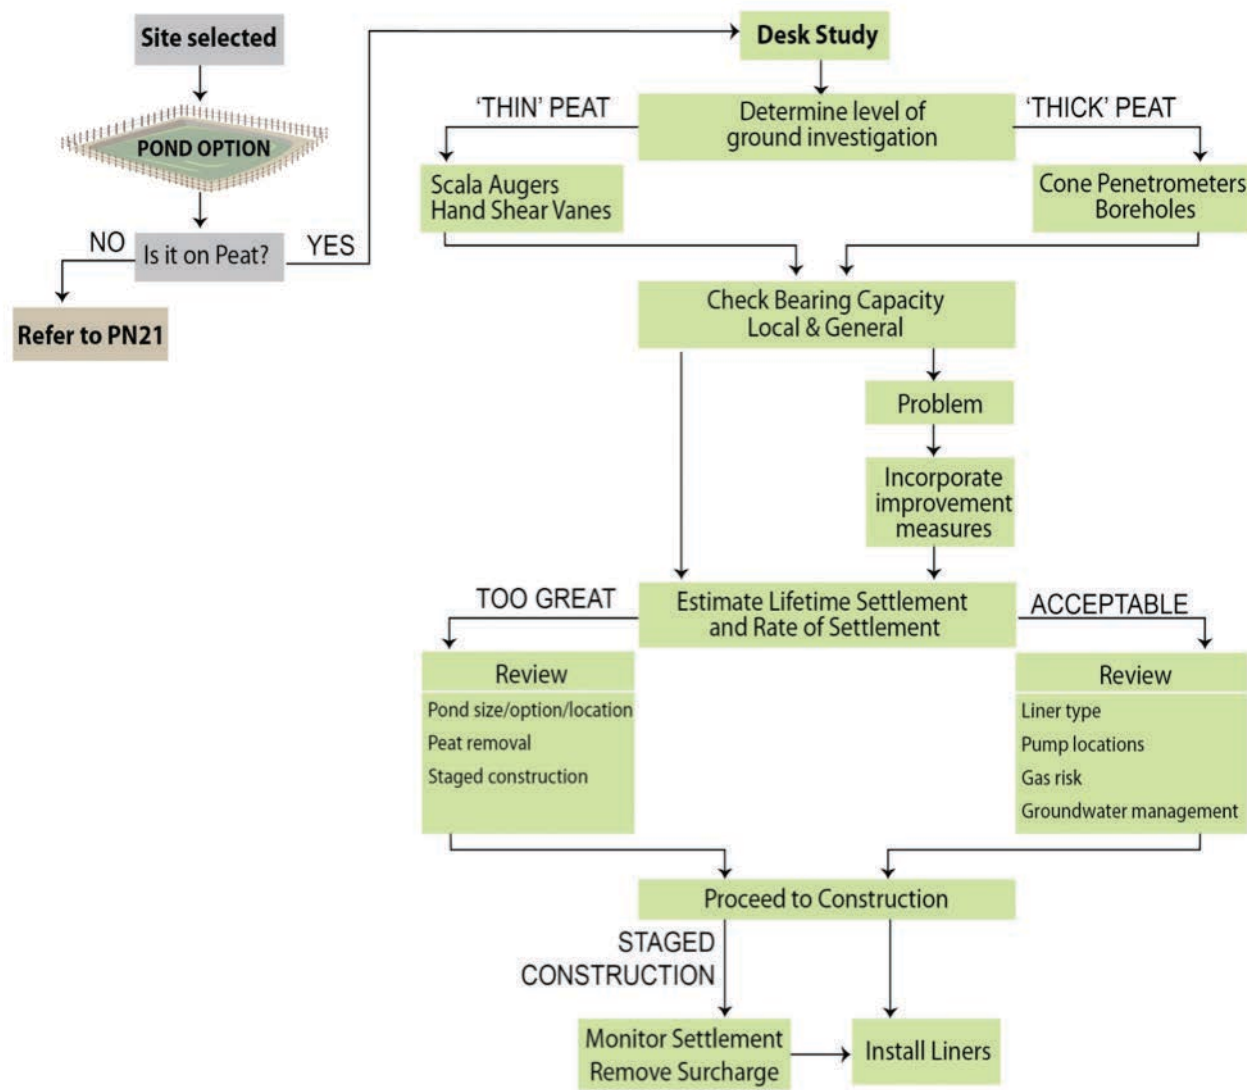 Site selected
POND OPTION
Is it on Peat?
NO
YES
Refer to PN21
Desk Study
Determine level of
ground investigation
‘THIN’ PEAT
‘THICK’ PEAT
Scala Augers
Hand Shear Vanes
Cone Penetrometers
Boreholes
Check Bearing Capacity
Local & General
Problem
Incorporate
improvement
measures
Estimate Lifetime Settlement
and Rate of Settlement
TOO GREAT
ACCEPTABLE
Review
Pond size/option/location
Peat removal
Staged construction
Review
Liner type
Pump locations
Gas risk
Groundwater management
Proceed to Construction
STAGED
CONSTRUCTION
Monitor Settlement
Remove Surcharge
Install Liners